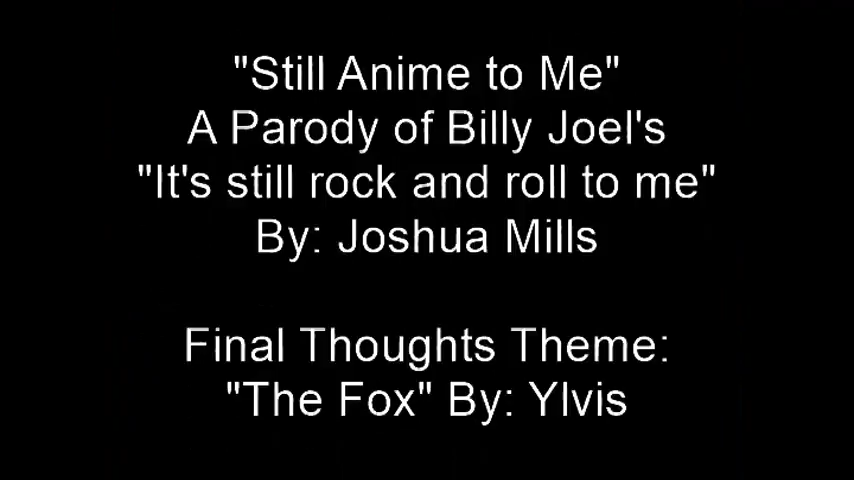 "Still Anime to Me"
A Parody of Billy Joel's
"It's still rock and roll to me"
By: Joshua Mills
Final Thoughts Theme:
"The Fox" By: Ylvis